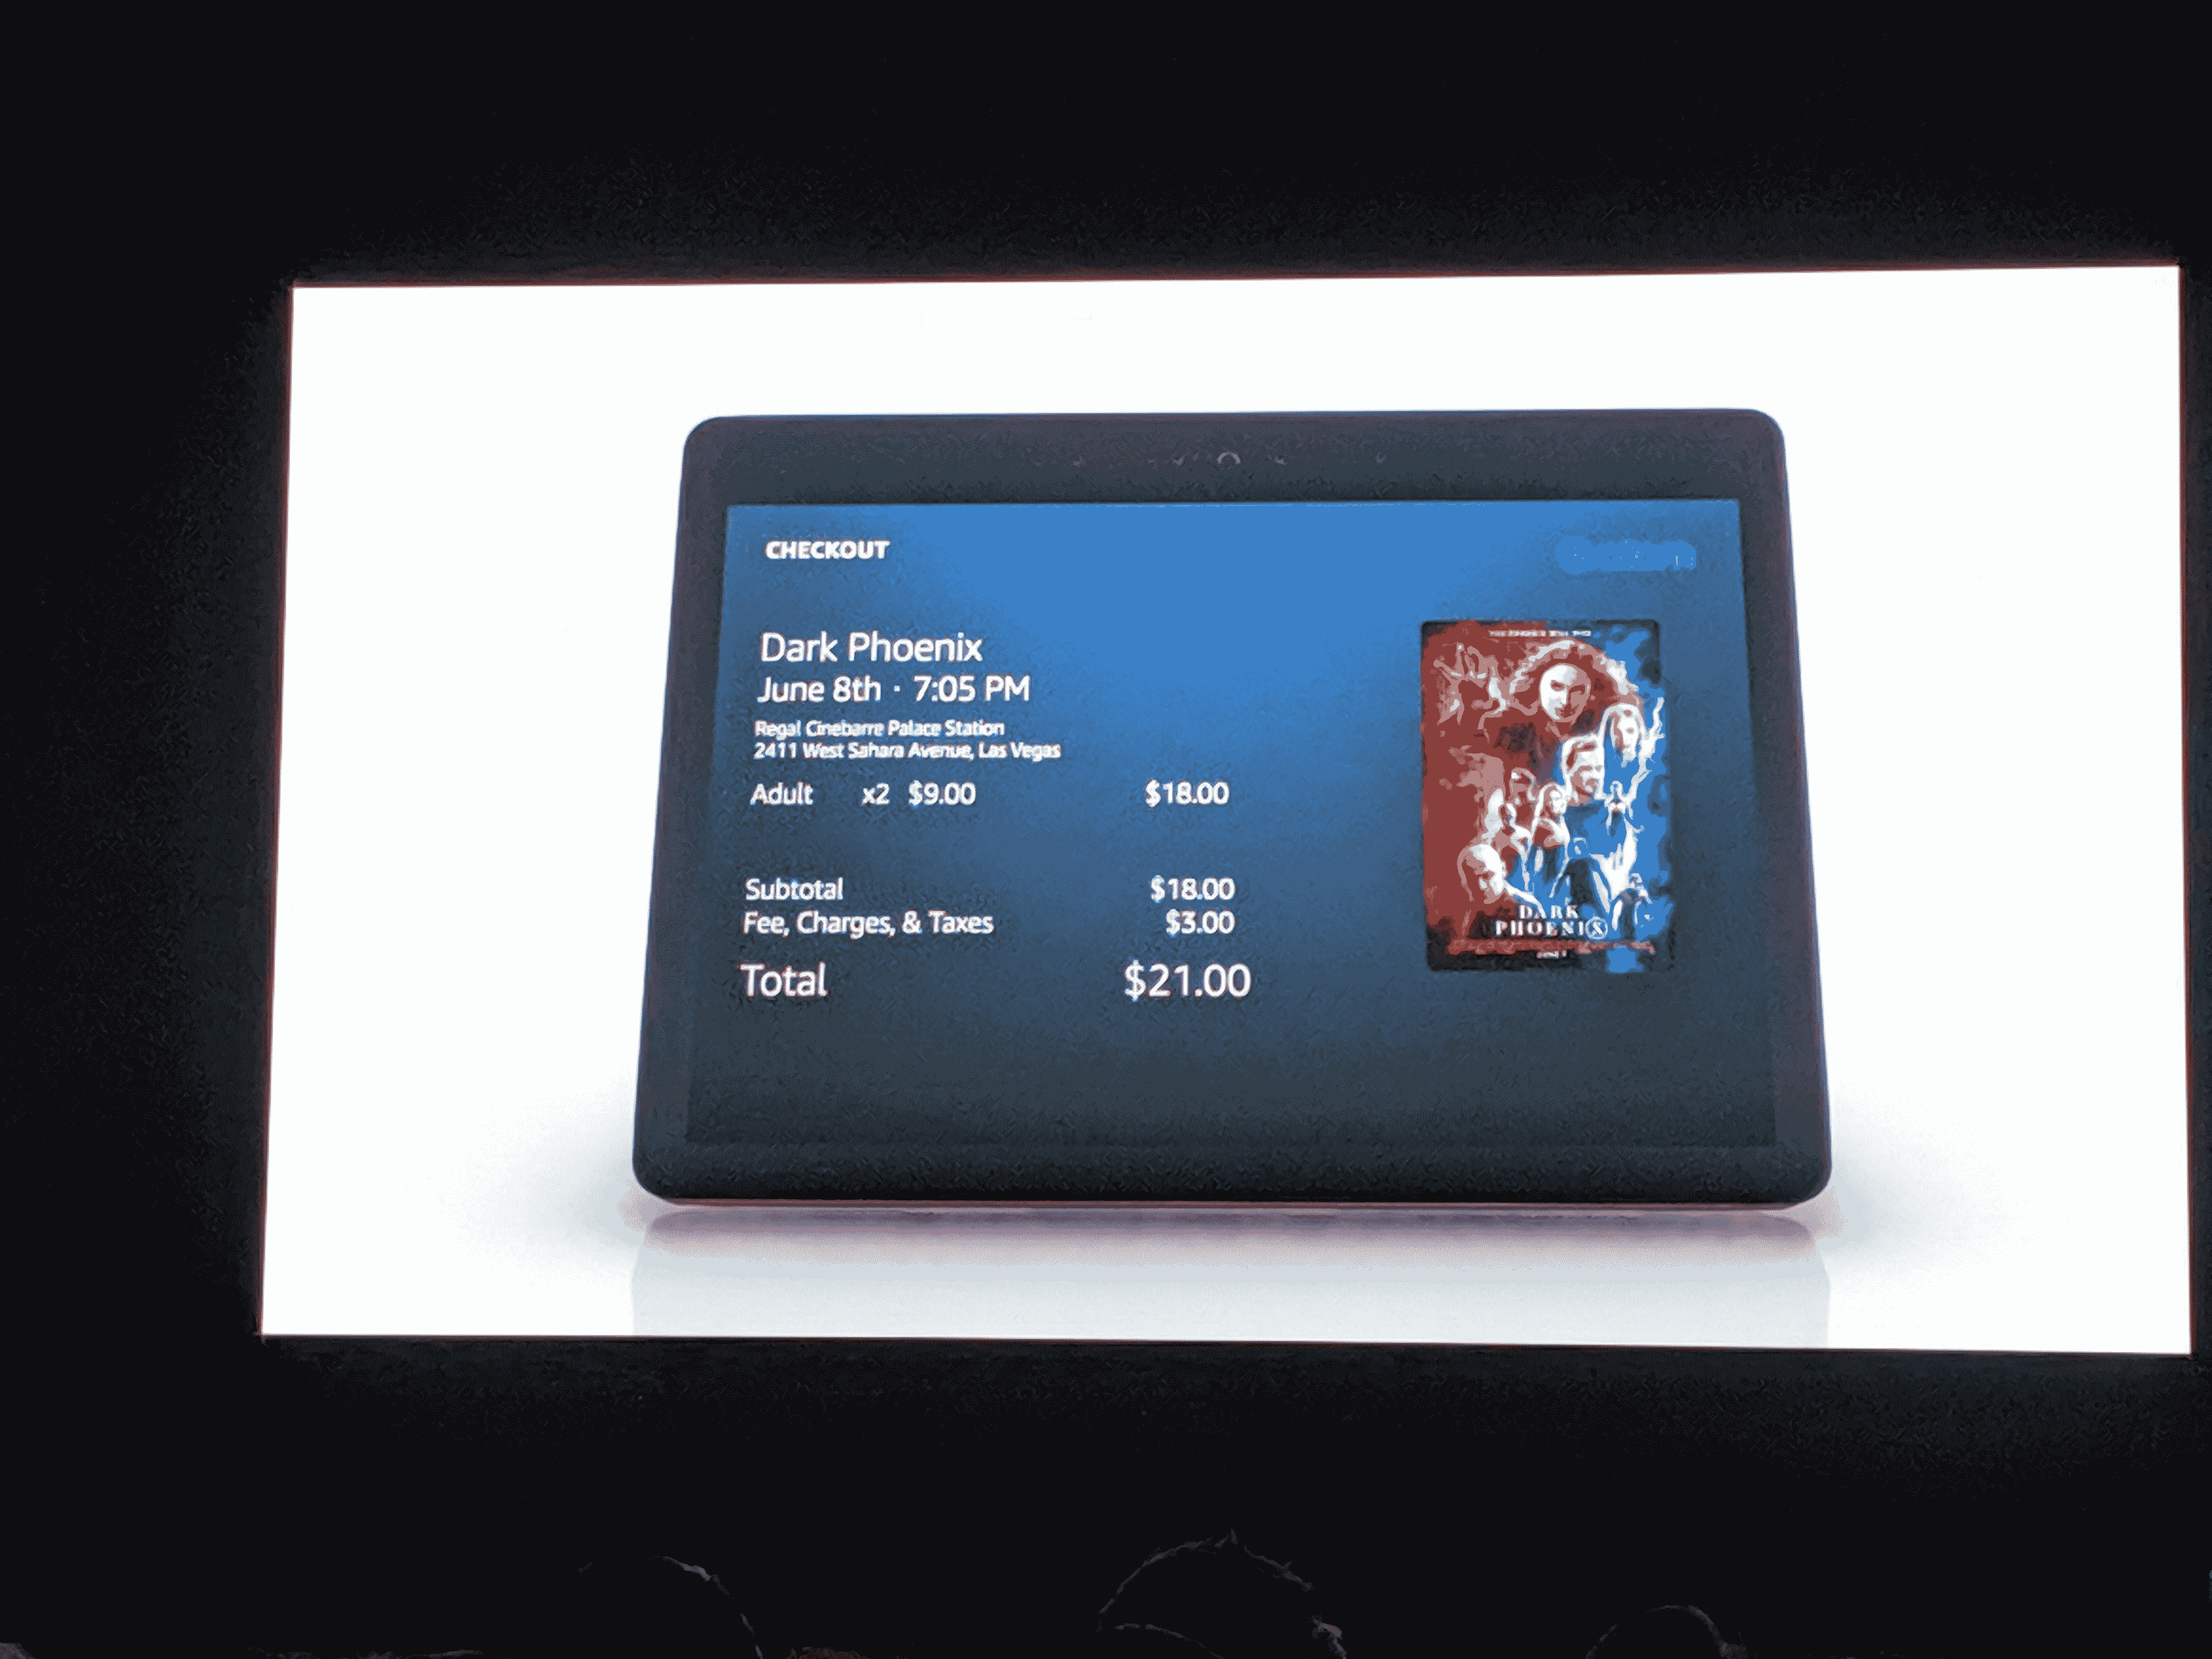 CHECKOUT
Dark Phoenix
June 8th · 7:05 PM
Regal Cinebarre Palace Station
2411 West Sahara Avenue, Las Vegas
Adult x2 $9.00 $18.00
Subtotal $18.00
Fee, Charges, & Taxes $3.00
Total $21.00
DARK
PHOENIX